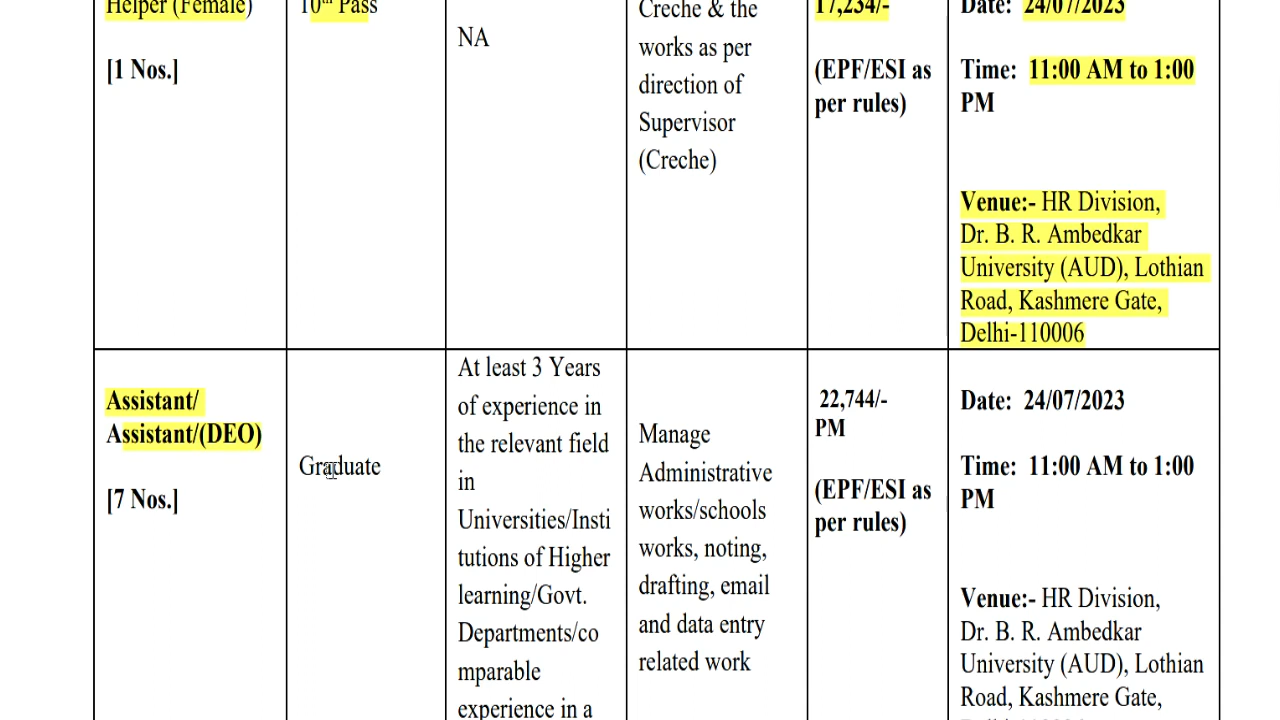 Helper (Female)
[1 Nos.]
10th Pass
NA
Creche & the
works as per
direction of
Supervisor
(Creche)
17,234/-
(EPF/ESI as
per rules)
Date: 24/07/2023
Time: 11:00 AM to 1:00
PM
Venue:- HR Division,
Dr. B. R. Ambedkar
University (AUD), Lothian
Road, Kashmere Gate,
Delhi-110006
Assistant/
Assistant/(DEO)
[7 Nos.]
Graduate
At least 3 Years
of experience in
the relevant field
in
Universities/Insti
tutions of Higher
learning/Govt.
Departments/co
mparable
experience in a
Manage
Administrative
works/schools
works, noting,
drafting, email
and data entry
related work
22,744/-
PM
(EPF/ESI as
per rules)
Date: 24/07/2023
Time: 11:00 AM to 1:00
PM
Venue:- HR Division,
Dr. B. R. Ambedkar
University (AUD), Lothian
Road, Kashmere Gate,